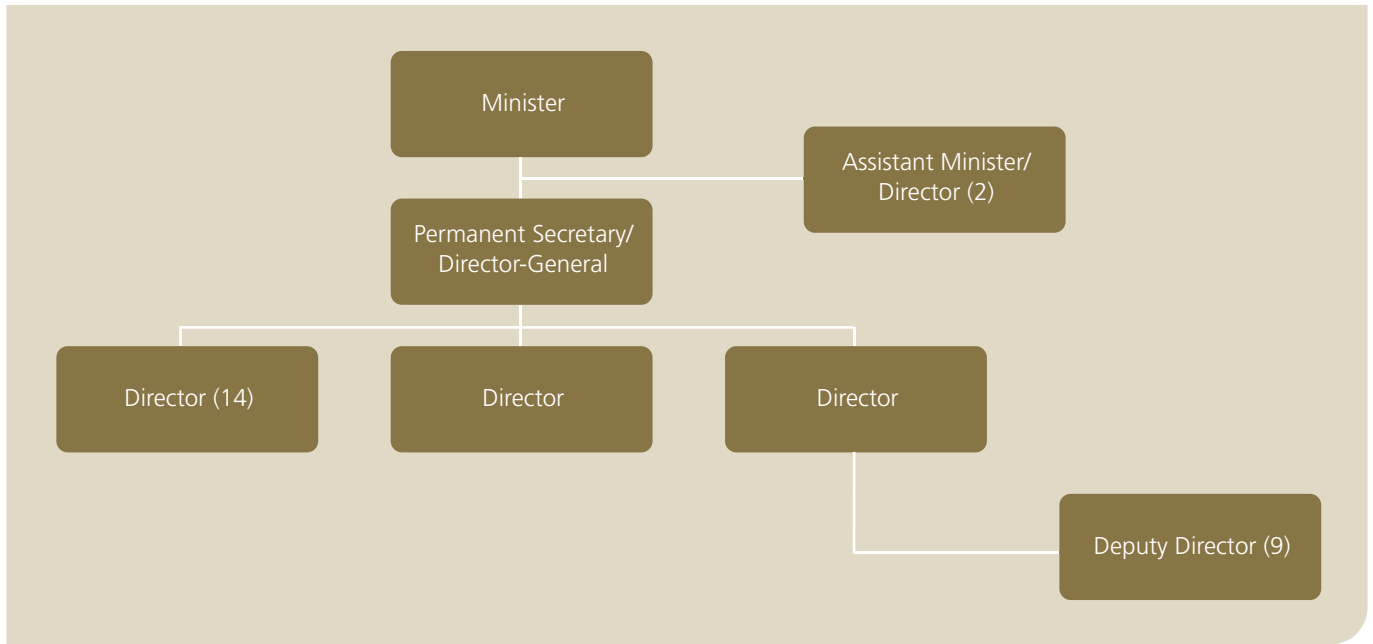 Minister
Assistant Minister/
Director (2)
Permanent Secretary/
Director-General
Director (14)
Director
Director
Deputy Director (9)